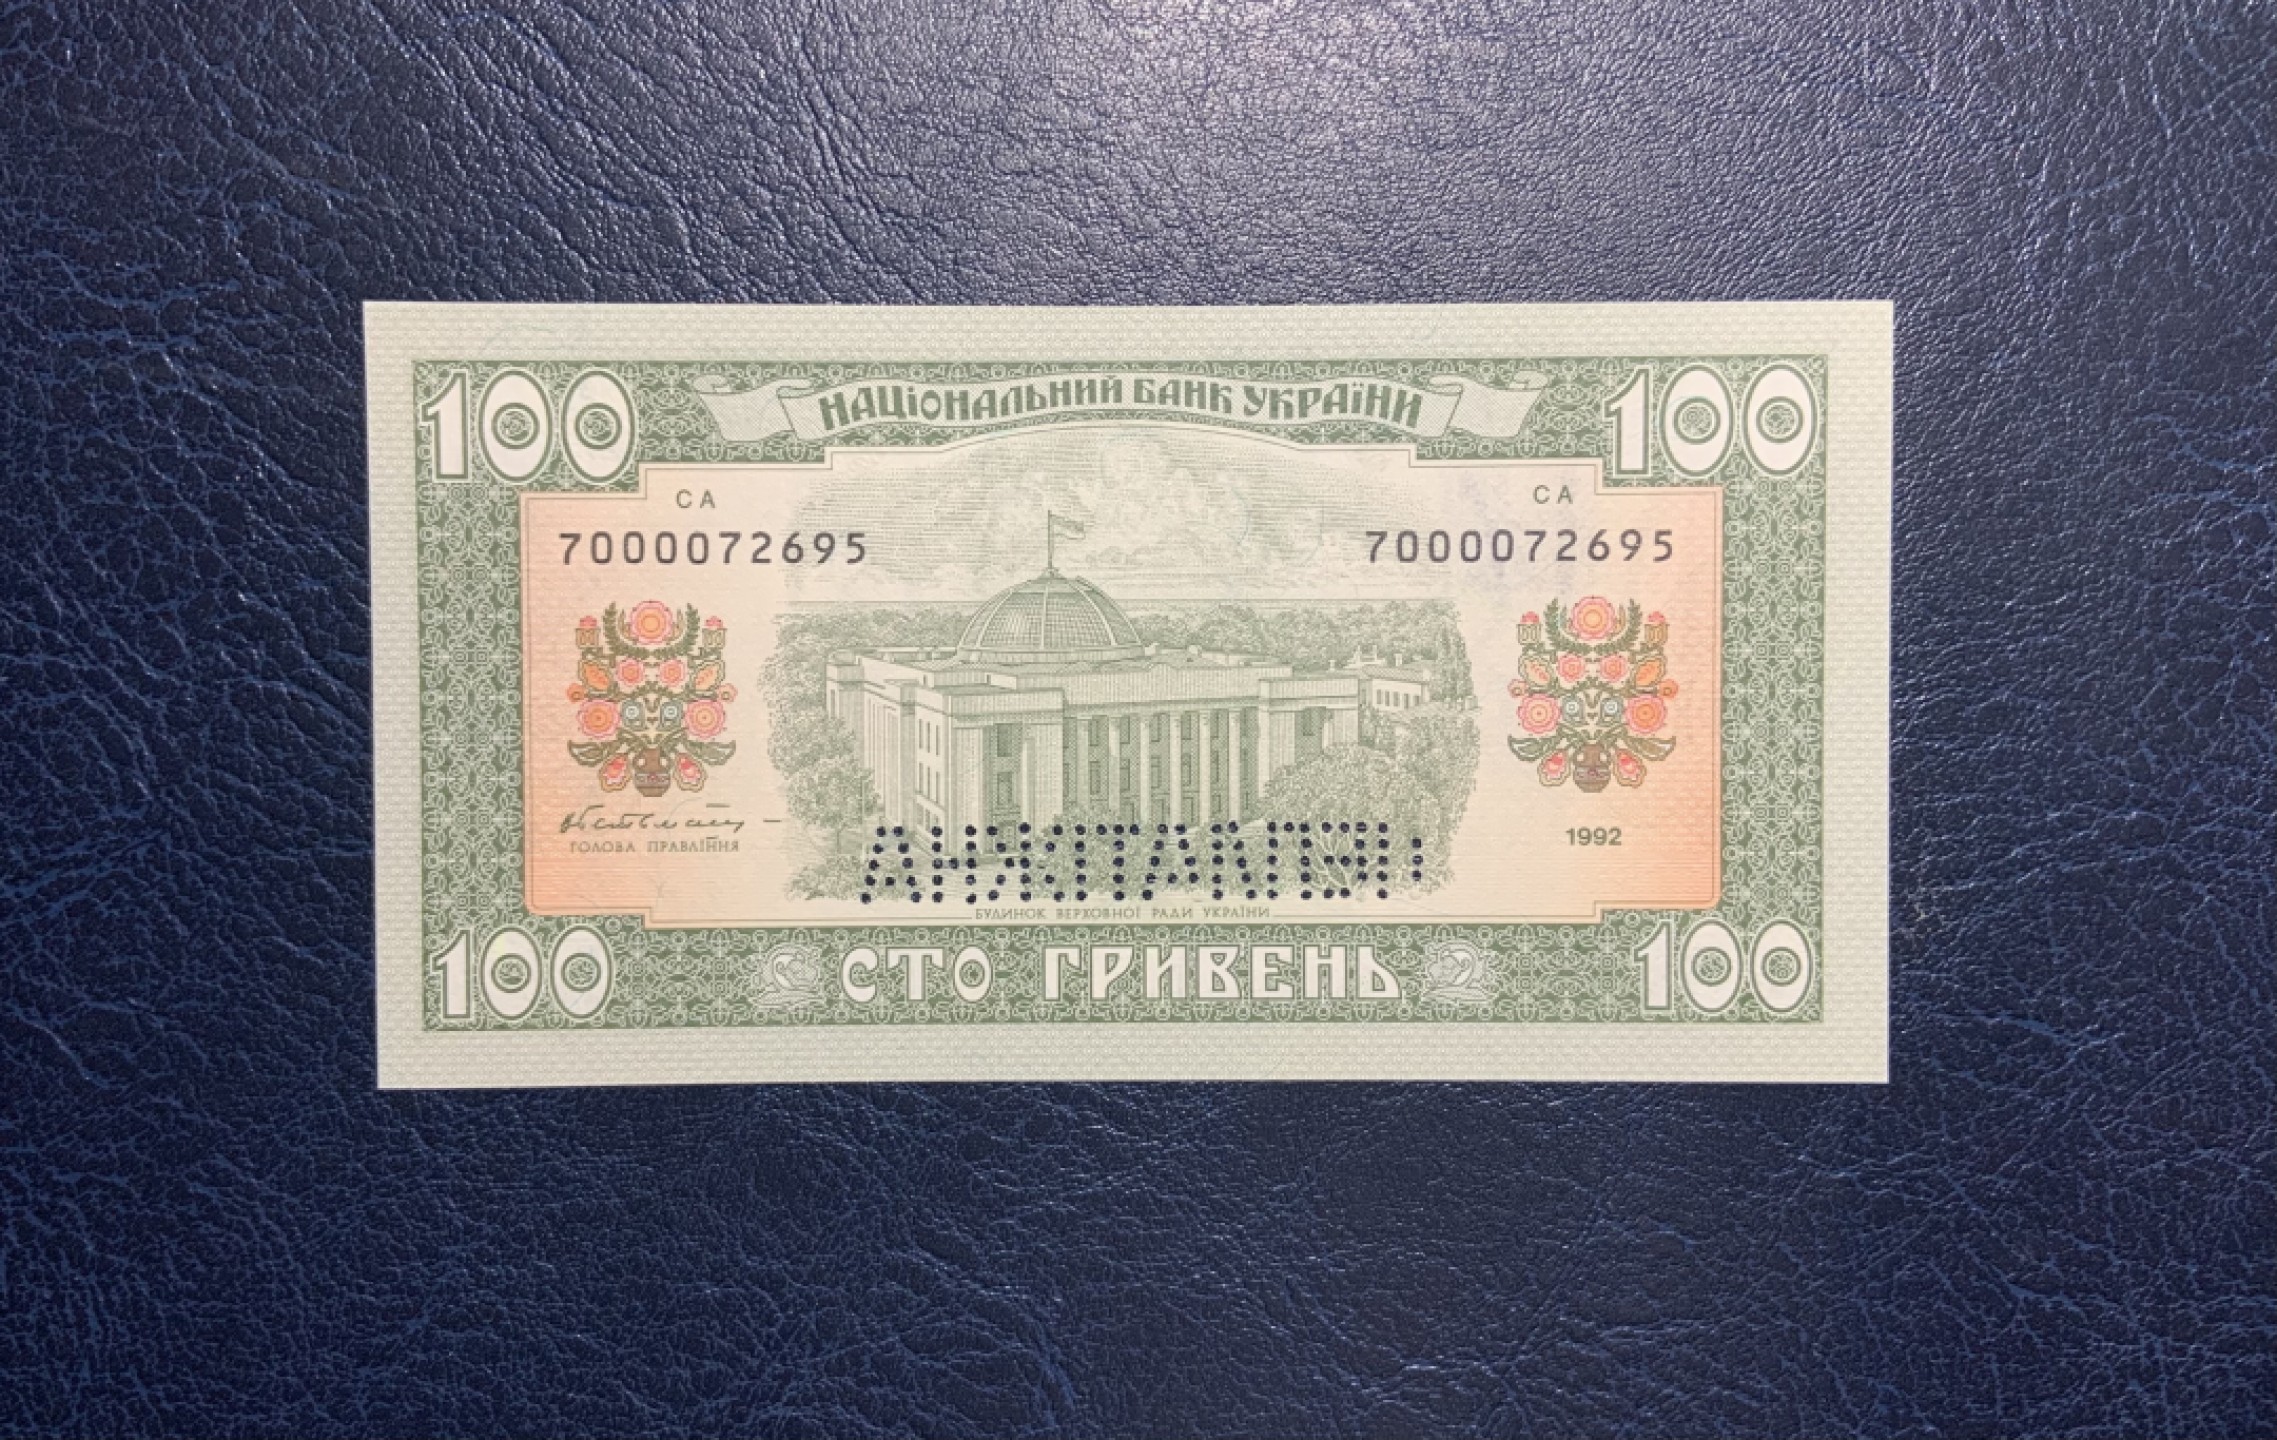 100 НАЦІОНАЛЬНИЙ БАНК УКРАЇНИ 100
СА СА
7000072695 7000072695
ГОЛОВА ПРАВЛІННЯ
1992
БУДИНОК ВЕРХОВНОЇ РАДИ УКРАЇНИ
100 СТО ГРИВЕНЬ 100